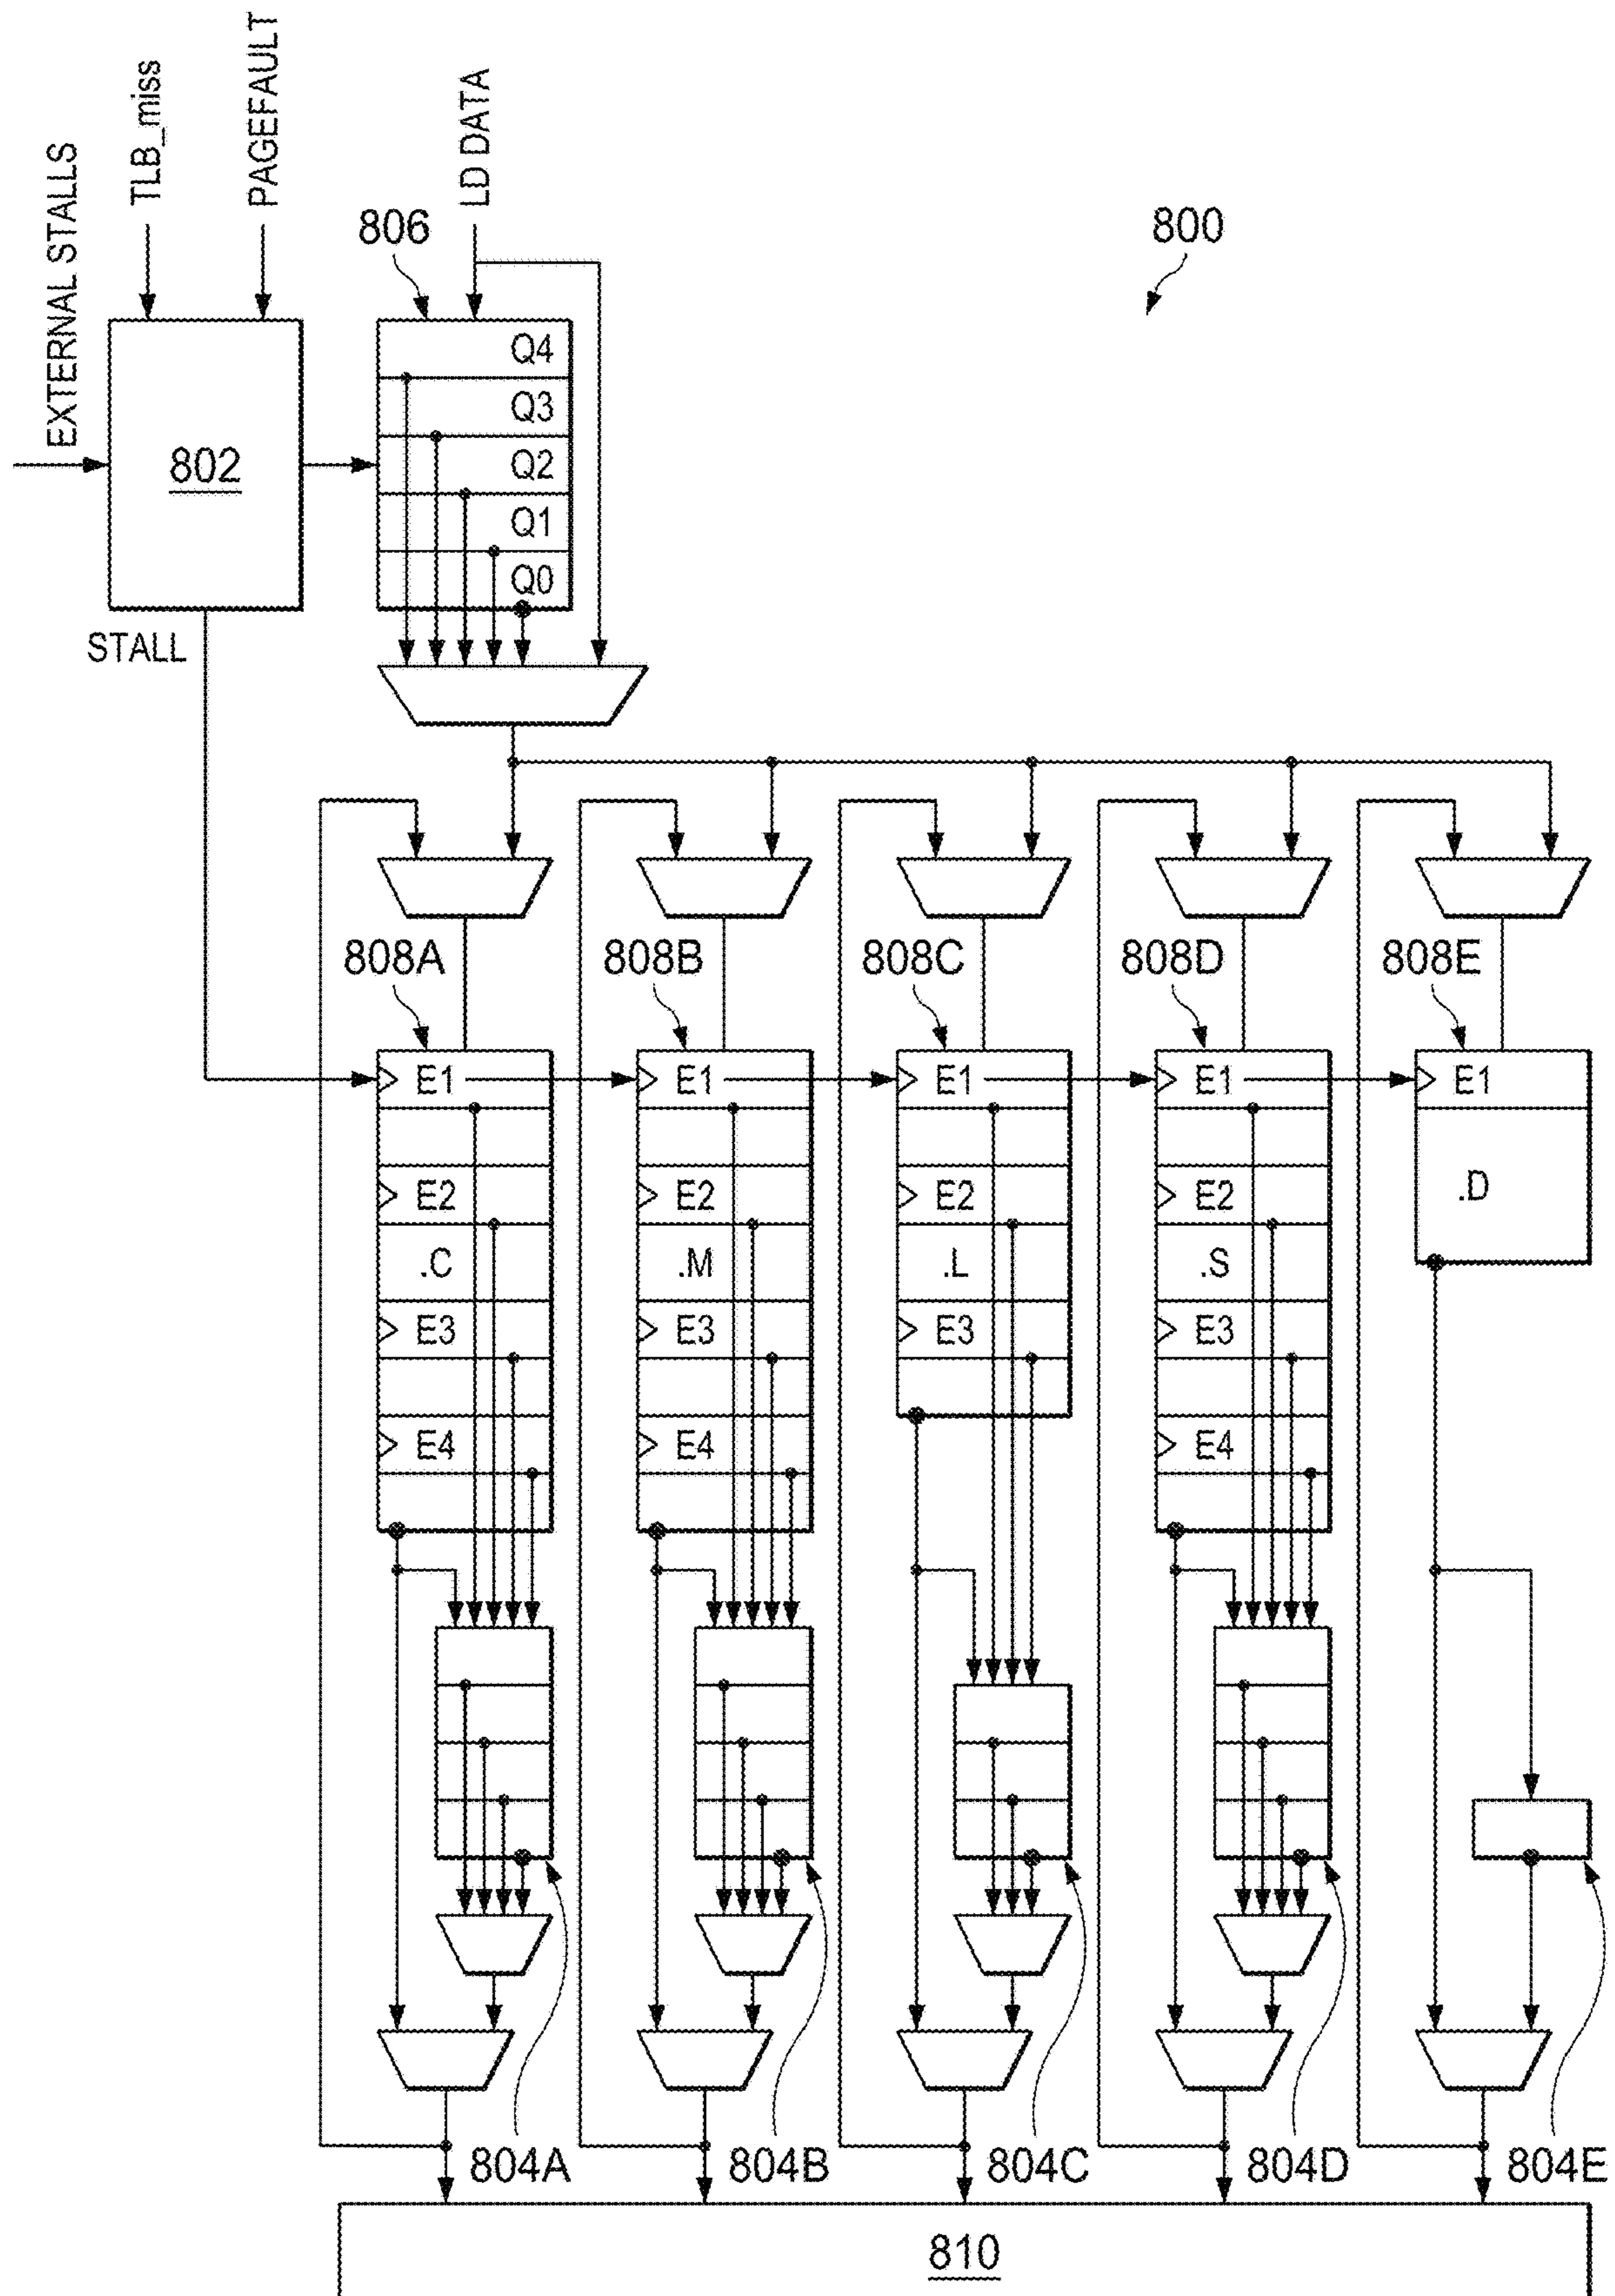 EXTERNAL STALLS
TLB_miss
PAGEFAULT
LD DATA
806
800
802
Q4
Q3
Q2
Q1
Q0
STALL
808A
808B
808C
808D
808E
E1
E1
E1
E1
E1
E2
E2
E2
E2
.D
.C
.M
.L
.S
E3
E3
E3
E3
E4
E4
E4
804A
804B
804C
804D
804E
810